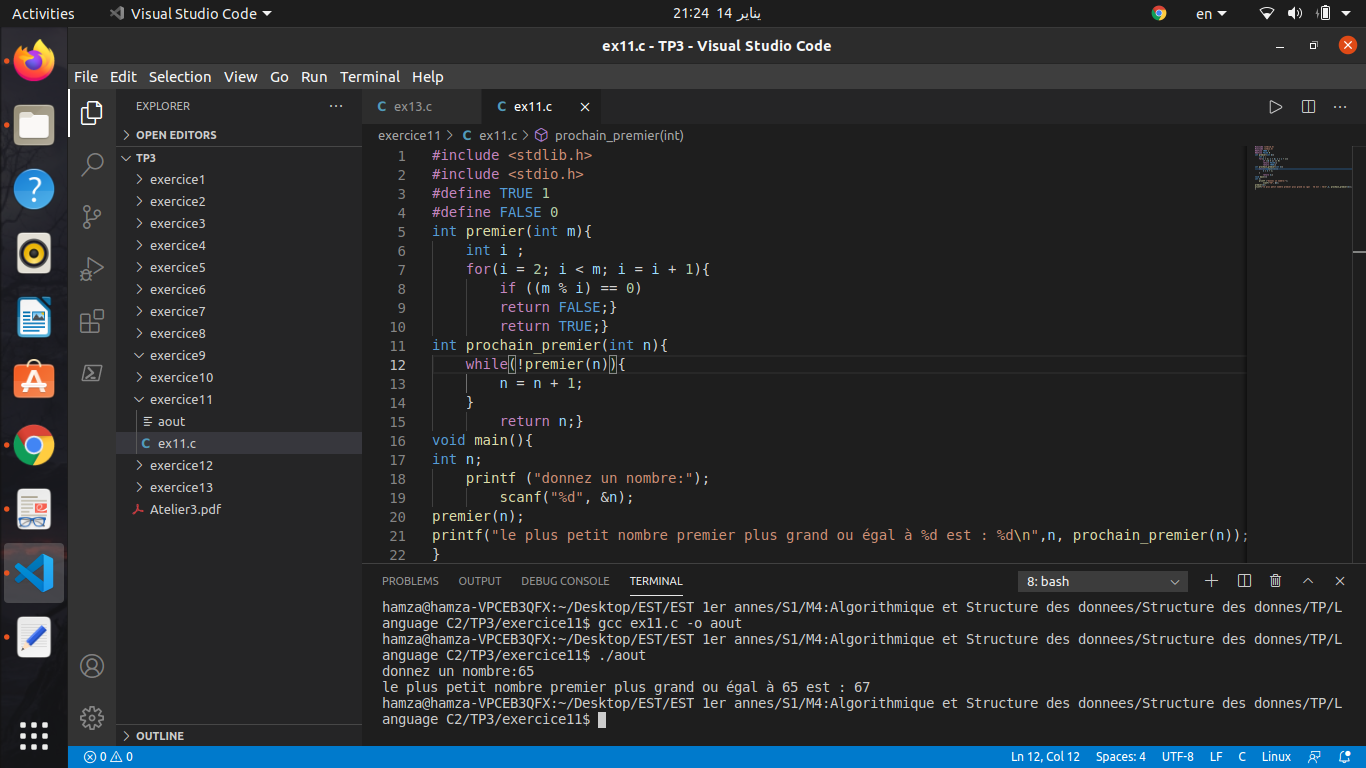 Activities
Visual Studio Code
21:24 14 يناير
en
ex11.c - TP3 - Visual Studio Code
File Edit Selection View Go Run Terminal Help
EXPLORER
OPEN EDITORS
TP3
exercice1
exercice2
exercice3
exercice4
exercice5
exercice6
exercice7
exercice8
exercice9
exercice10
exercice11
aout
C ex11.c
exercice12
exercice13
Atelier3.pdf
OUTLINE
C ex13.c
C ex11.c
exercice11 > C ex11.c > prochain_premier(int)
1 #include <stdlib.h>
2 #include <stdio.h>
3 #define TRUE 1
4 #define FALSE 0
5 int premier(int m){
6 int i ;
7 for(i = 2; i < m; i = i + 1){
8 if ((m % i) == 0)
9 return FALSE;}
10 return TRUE;}
11 int prochain_premier(int n){
12 while(!premier(n)){
13 n = n + 1;
14 }
15 return n;}
16 void main(){
17 int n;
18 printf ("donnez un nombre:");
19 scanf("%d", &n);
20 premier(n);
21 printf("le plus petit nombre premier plus grand ou égal à %d est : %d\n",n, prochain_premier(n));
22 }
PROBLEMS OUTPUT DEBUG CONSOLE TERMINAL
8: bash
hamza@hamza-VPCEB3QFX:~/Desktop/EST/EST 1er annes/S1/M4:Algorithmique et Structure des donnees/Structure des donnes/TP/L
anguage C2/TP3/exercice11$ gcc ex11.c -o aout
hamza@hamza-VPCEB3QFX:~/Desktop/EST/EST 1er annes/S1/M4:Algorithmique et Structure des donnees/Structure des donnes/TP/L
anguage C2/TP3/exercice11$ ./aout
donnez un nombre:65
le plus petit nombre premier plus grand ou égal à 65 est : 67
hamza@hamza-VPCEB3QFX:~/Desktop/EST/EST 1er annes/S1/M4:Algorithmique et Structure des donnees/Structure des donnes/TP/L
anguage C2/TP3/exercice11$
0 0
Ln 12, Col 12 Spaces: 4 UTF-8 LF C Linux